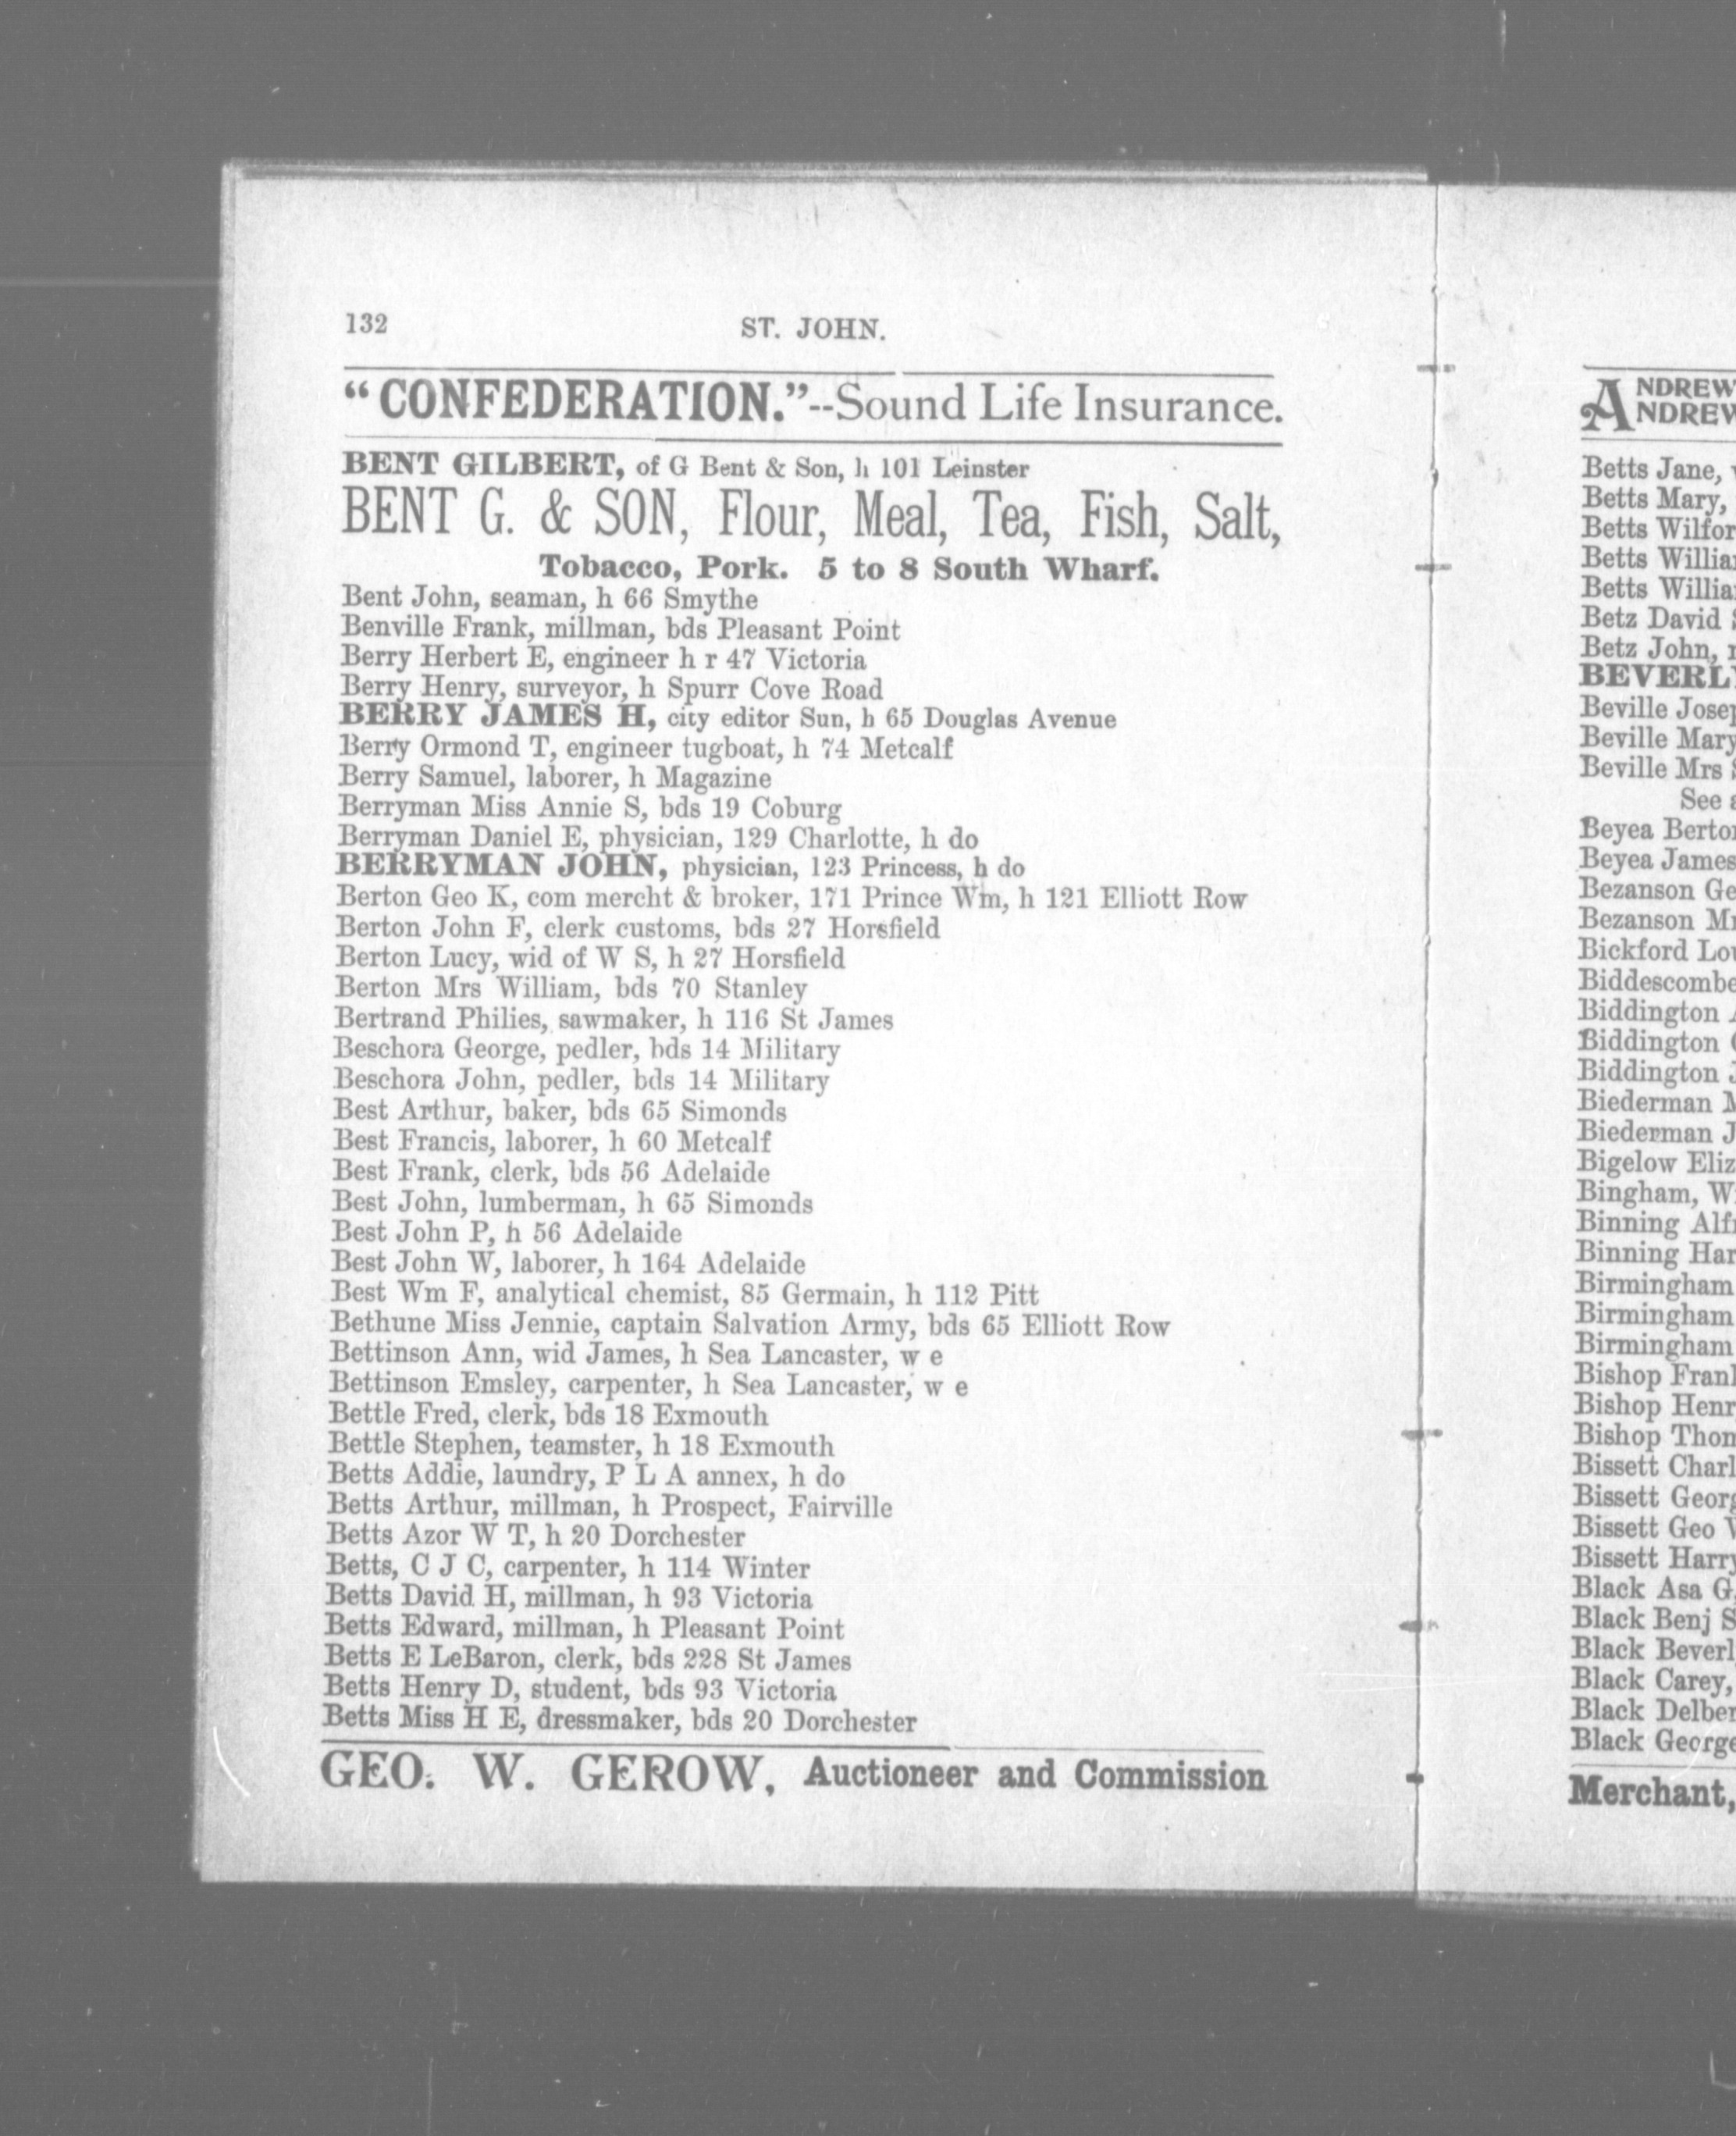 132
ST. JOHN.
"CONFEDERATION."--Sound Life Insurance.
BENT GILBERT, of G Bent & Son, h 101 Leinster
BENT G. & SON, Flour, Meal, Tea, Fish, Salt,
Tobacco, Pork. 5 to 8 South Wharf.
Bent John, seaman, h 66 Smythe
Benville Frank, millman, bds Pleasant Point
Berry Herbert E, engineer h r 47 Victoria
Berry Henry, surveyor, h Spurr Cove Road
BERRY JAMES H, city editor Sun, h 65 Douglas Avenue
Berry Ormond T, engineer tugboat, h 74 Metcalf
Berry Samuel, laborer, h Magazine
Berryman Miss Annie S, bds 19 Coburg
Berryman Daniel E, physician, 129 Charlotte, h do
BERRYMAN JOHN, physician, 123 Princess, h do
Berton Geo K, com mercht & broker, 171 Prince Wm, h 121 Elliott Row
Berton John F, clerk customs, bds 27 Horsfield
Berton Lucy, wid of W S, h 27 Horsfield
Berton Mrs William, bds 70 Stanley
Bertrand Philies, sawmaker, h 116 St James
Beschora George, pedler, bds 14 Military
Beschora John, pedler, bds 14 Military
Best Arthur, baker, bds 65 Simonds
Best Francis, laborer, h 60 Metcalf
Best Frank, clerk, bds 56 Adelaide
Best John, lumberman, h 65 Simonds
Best John P, h 56 Adelaide
Best John W, laborer, h 164 Adelaide
Best Wm F, analytical chemist, 85 Germain, h 112 Pitt
Bethune Miss Jennie, captain Salvation Army, bds 65 Elliott Row
Bettinson Ann, wid James, h Sea Lancaster, w e
Bettinson Emsley, carpenter, h Sea Lancaster, w e
Bettle Fred, clerk, bds 18 Exmouth
Bettle Stephen, teamster, h 18 Exmouth
Betts Addie, laundry, P L A annex, h do
Betts Arthur, millman, h Prospect, Fairville
Betts Azor W T, h 20 Dorchester
Betts, C J C, carpenter, h 114 Winter
Betts David H, millman, h 93 Victoria
Betts Edward, millman, h Pleasant Point
Betts E LeBaron, clerk, bds 228 St James
Betts Henry D, student, bds 93 Victoria
Betts Miss H E, dressmaker, bds 20 Dorchester
GEO. W. GEROW, Auctioneer and Commission
Betts Jane,
Betts Mary,
Betts
Betts
Betts
Betz David
Betz John,
Beville
Beville Mary
Beville Mrs
See
Beyea
Beyea James
Bezanson
Bezanson
Bickford
Biddescombe
Biddington
Biddington
Biddington
Biederman
Biederman
Bigelow
Bingham,
Binning
Binning
Birmingham
Birmingham
Birmingham
Bishop
Bishop
Bishop
Bissett
Bissett
Bissett Geo
Bissett Harry
Black Asa G
Black Benj
Black
Black Carey,
Black
Black George
Merchant,